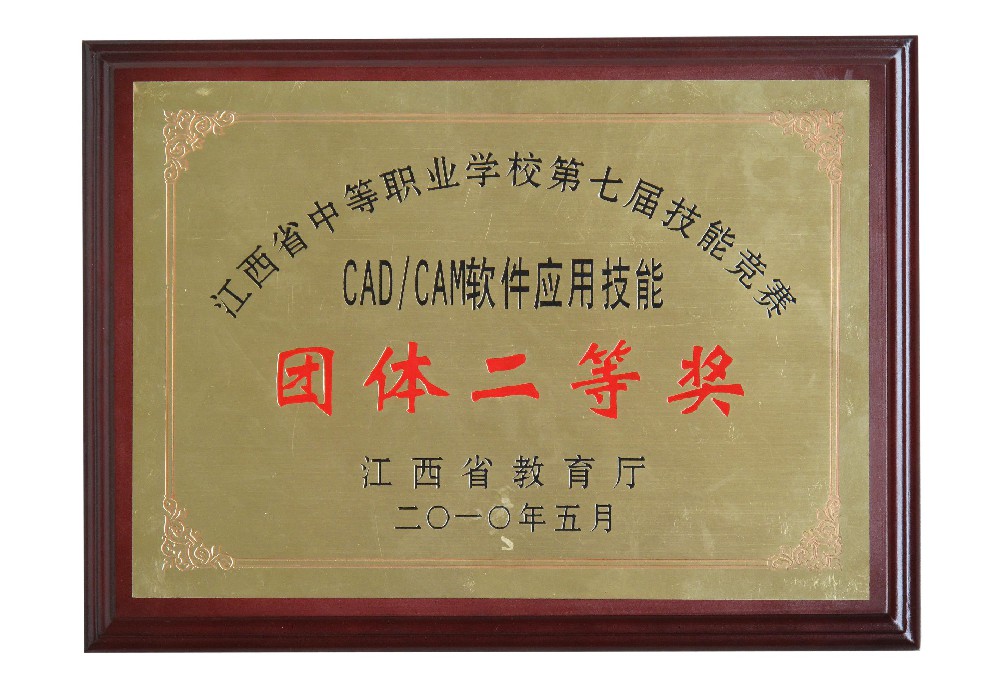 江西省中等职业学校第七届技能竞赛
CAD/CAM软件应用技能
团体二等奖
江西省教育厅
二〇一〇年五月